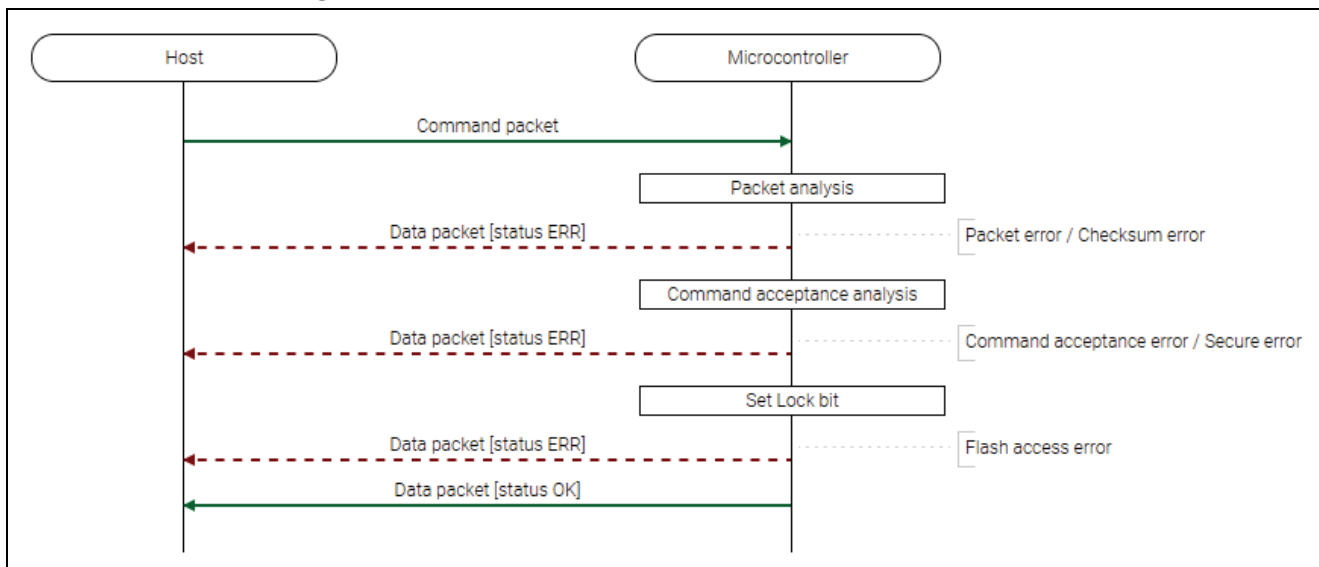 Host
Microcontroller
Command packet
Packet analysis
Data packet [status ERR]
Packet error / Checksum error
Command acceptance analysis
Data packet [status ERR]
Command acceptance error / Secure error
Set Lock bit
Data packet [status ERR]
Flash access error
Data packet [status OK]